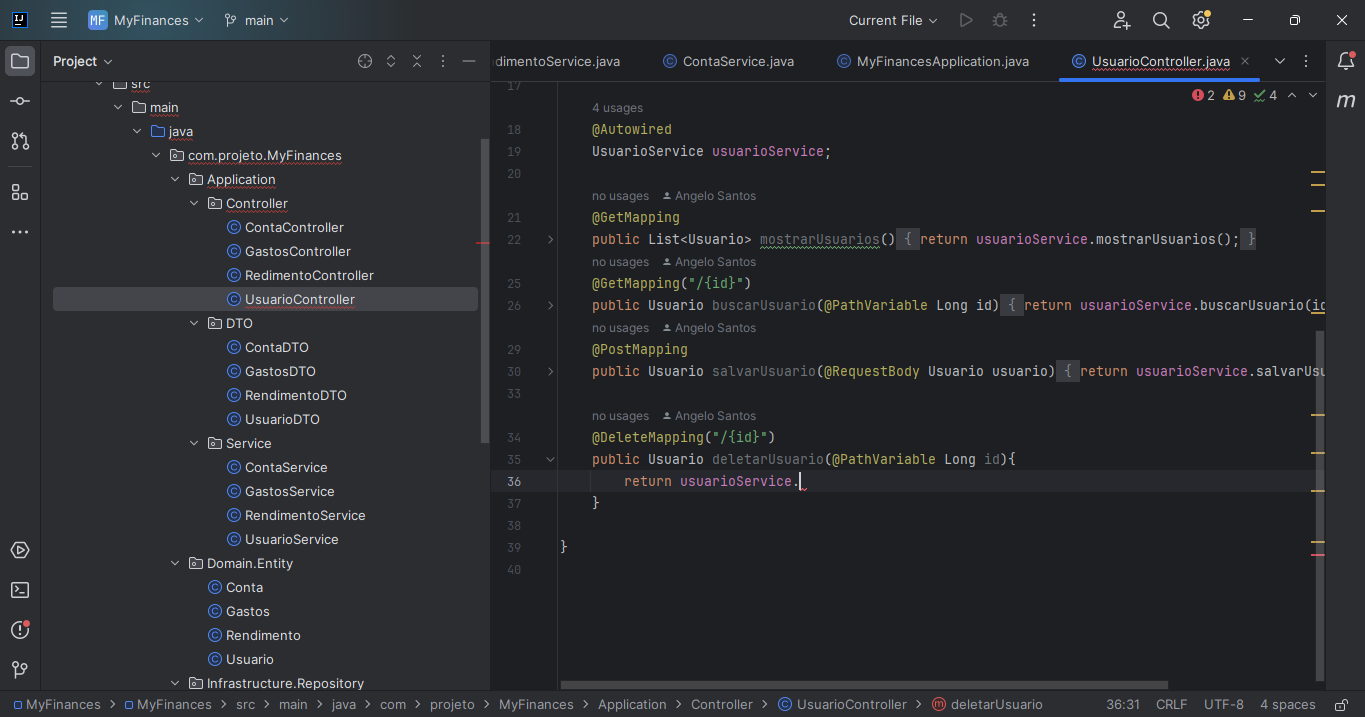 MF MyFinances main Current File
Project
dimentoService.java ContaService.java MyFinancesApplication.java UsuarioController.java
src
main
java
com.projeto.MyFinances
Application
Controller
ContaController
GastosController
RedimentoController
UsuarioController
DTO
ContaDTO
GastosDTO
RendimentoDTO
UsuarioDTO
Service
ContaService
GastosService
RendimentoService
UsuarioService
Domain.Entity
Conta
Gastos
Rendimento
Usuario
Infrastructure.Repository
2 9 4
17
4 usages
18 @Autowired
19 UsuarioService usuarioService;
20
no usages Angelo Santos
21 @GetMapping
22 public List<Usuario> mostrarUsuarios() { return usuarioService.mostrarUsuarios(); }
no usages Angelo Santos
25 @GetMapping("/{id}")
26 public Usuario buscarUsuario(@PathVariable Long id) { return usuarioService.buscarUsuario(id
no usages Angelo Santos
29 @PostMapping
30 public Usuario salvarUsuario(@RequestBody Usuario usuario) { return usuarioService.salvarUsu
33
no usages Angelo Santos
34 @DeleteMapping("/{id}")
35 public Usuario deletarUsuario(@PathVariable Long id){
36 return usuarioService.
37 }
38
39 }
40
m
MyFinances > MyFinances > src > main > java > com > projeto > MyFinances > Application > Controller > UsuarioController > deletarUsuario 36:31 CRLF UTF-8 4 spaces